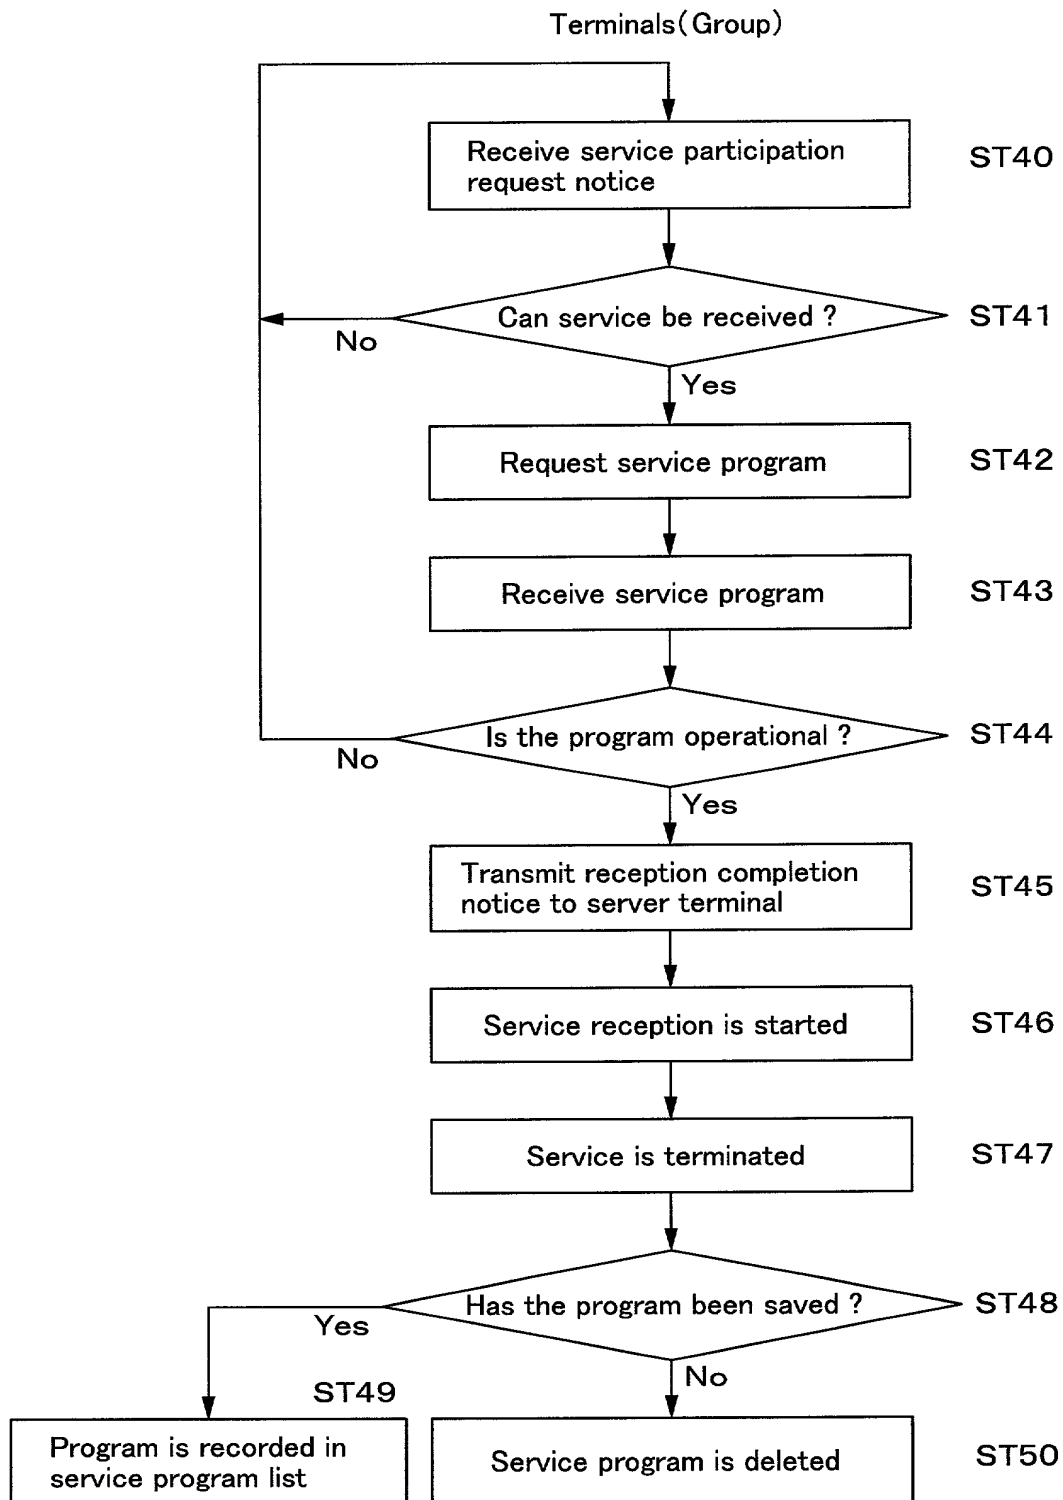 Terminals(Group)
Receive service participation
request notice
ST40
Can service be received ?
ST41
No
Yes
Request service program
ST42
Receive service program
ST43
Is the program operational ?
ST44
No
Yes
Transmit reception completion
notice to server terminal
ST45
Service reception is started
ST46
Service is terminated
ST47
Has the program been saved ?
ST48
Yes
No
ST49
Program is recorded in
service program list
Service program is deleted
ST50